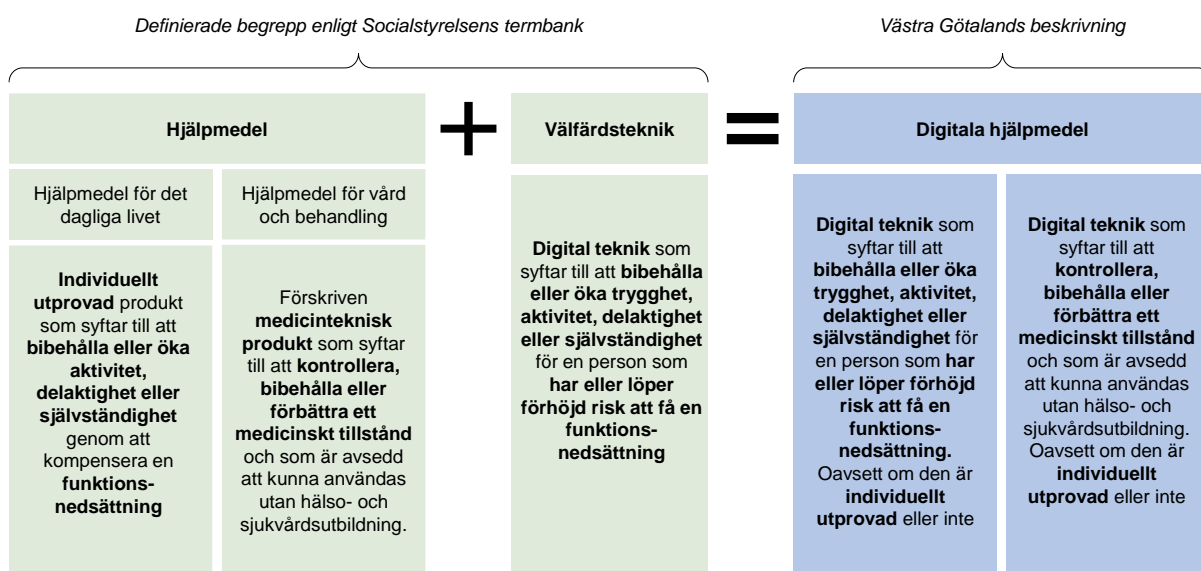 Definierade begrepp enligt Socialstyrelsens termbank
Västra Götalands beskrivning
Hjälpmedel
+
Välfärdsteknik
=
Digitala hjälpmedel
Hjälpmedel för det
dagliga livet
Hjälpmedel för vård
och behandling
Individuellt
utprovad produkt
som syftar till att
bibehålla eller öka
aktivitet,
delaktighet eller
självständighet
genom att
kompensera en
funktions-
nedsättning
Förskriven
medicinteknisk
produkt som syftar
till att kontrollera,
bibehålla eller
förbättra ett
medicinskt tillstånd
och som är avsedd
att kunna användas
utan hälso- och
sjukvårdsutbildning.
Digital teknik som
syftar till att bibehålla
eller öka trygghet,
aktivitet, delaktighet
eller självständighet
för en person som
har eller löper
förhöjd risk att få en
funktions-
nedsättning
Digital teknik som
syftar till att
bibehålla eller öka
trygghet, aktivitet,
delaktighet eller
självständighet för
en person som har
eller löper förhöjd
risk att få en
funktions-
nedsättning.
Oavsett om den är
individuellt
utprovad eller inte
Digital teknik som
syftar till att
kontrollera,
bibehålla eller
förbättra ett
medicinskt tillstånd
och som är avsedd
att kunna användas
utan hälso- och
sjukvårdsutbildning.
Oavsett om den är
individuellt
utprovad eller inte